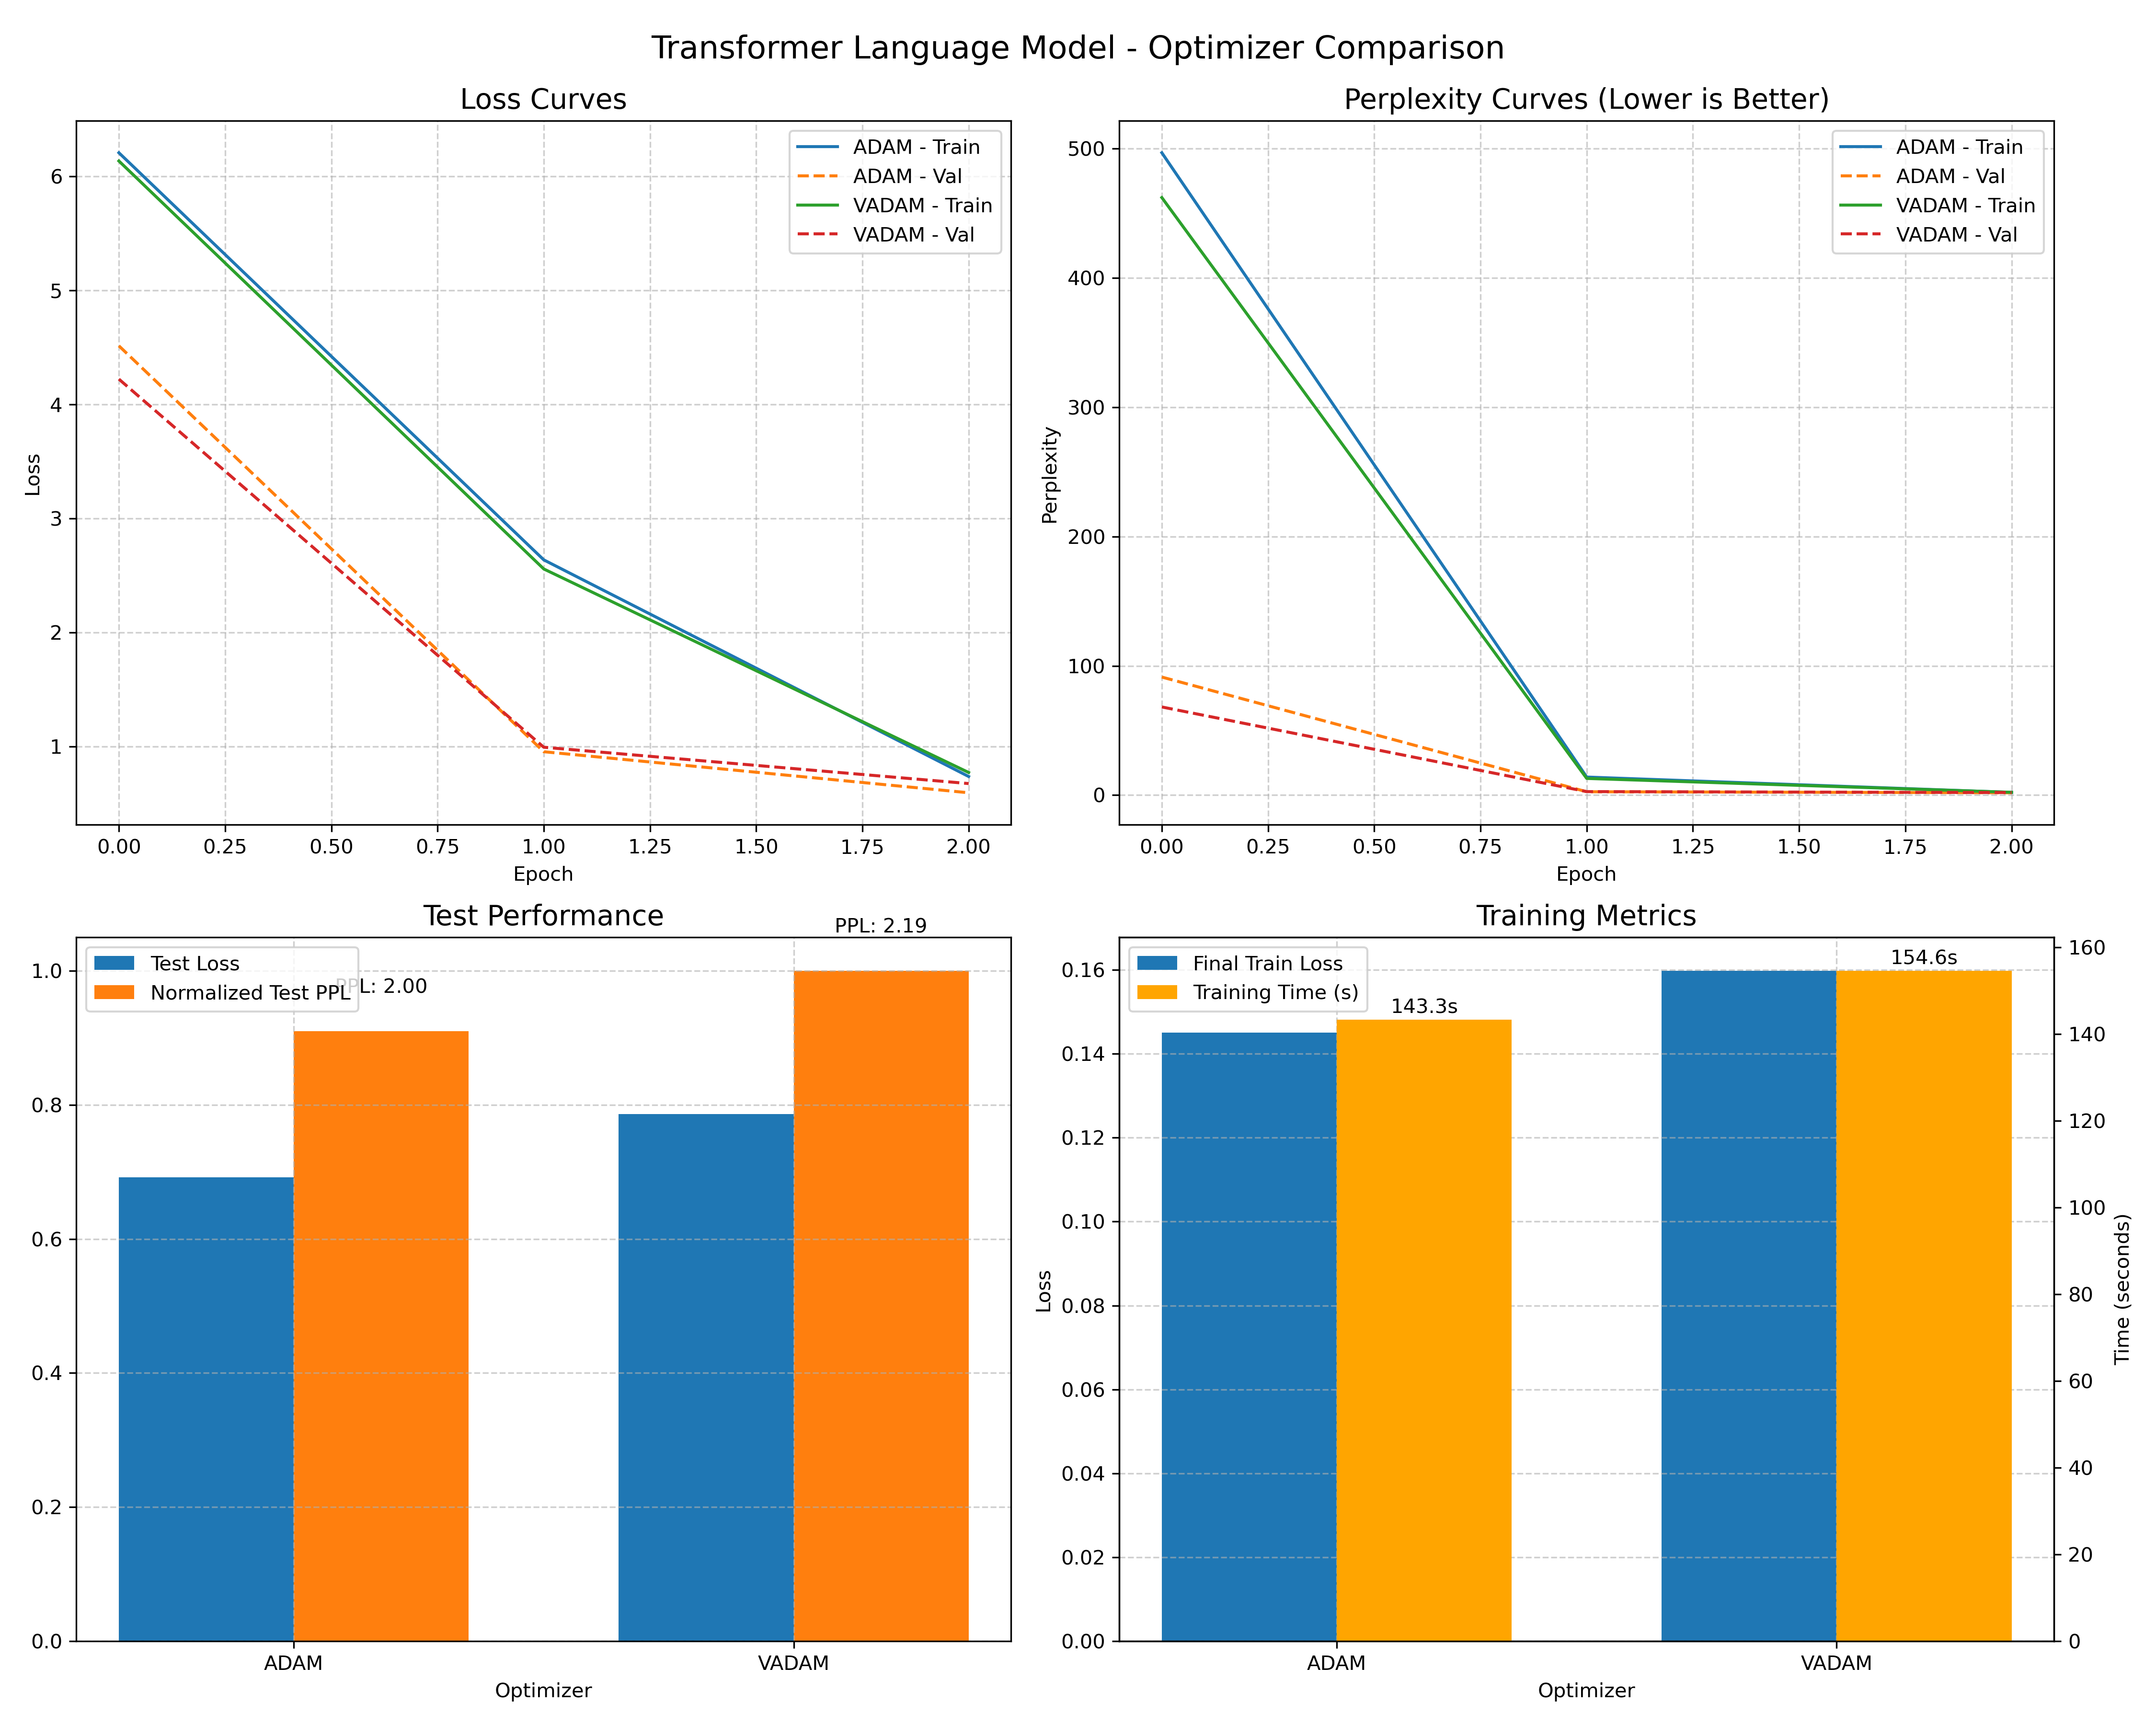 Transformer Language Model - Optimizer Comparison
Loss Curves
6
5
4
3
2
1
Loss
0.00 0.25 0.50 0.75 1.00 1.25 1.50 1.75 2.00
Epoch
ADAM - Train
ADAM - Val
VADAM - Train
VADAM - Val
Perplexity Curves (Lower is Better)
500
400
300
200
100
0
Perplexity
0.00 0.25 0.50 0.75 1.00 1.25 1.50 1.75 2.00
Epoch
ADAM - Train
ADAM - Val
VADAM - Train
VADAM - Val
Test Performance
PPL: 2.19
Test Loss
Normalized Test PPL
PPL: 2.00
1.0
0.8
0.6
0.4
0.2
0.0
ADAM VADAM
Optimizer
Training Metrics
Final Train Loss
Training Time (s)
143.3s
154.6s
0.16
0.14
0.12
0.10
0.08
0.06
0.04
0.02
0.00
Loss
160
140
120
100
80
60
40
20
0
Time (seconds)
ADAM VADAM
Optimizer